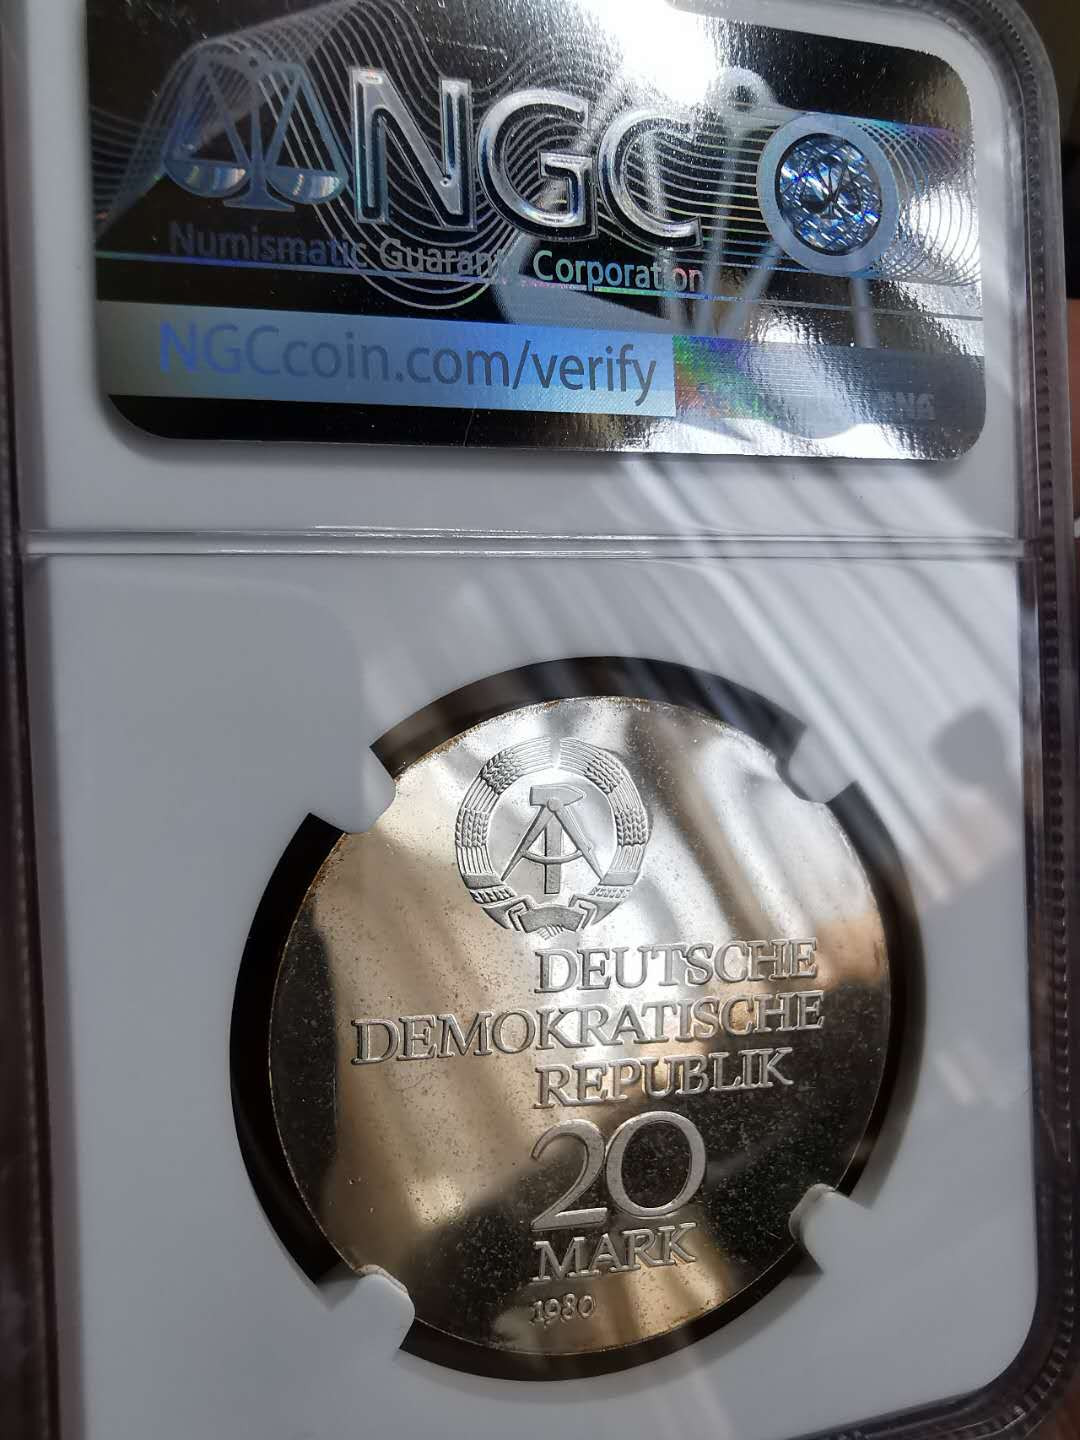 NGC
Numismatic Guaranty Corporation
NGCcoin.com/verify
DEUTSCHE
DEMOKRATISCHE
REPUBLIK
20
MARK
1980